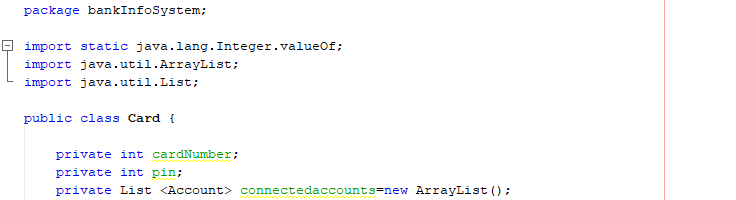 package bankInfoSystem;
import static java.lang.Integer.valueOf;
import java.util.ArrayList;
import java.util.List;
public class Card {
private int cardNumber;
private int pin;
private List <Account> connectedaccounts=new ArrayList();